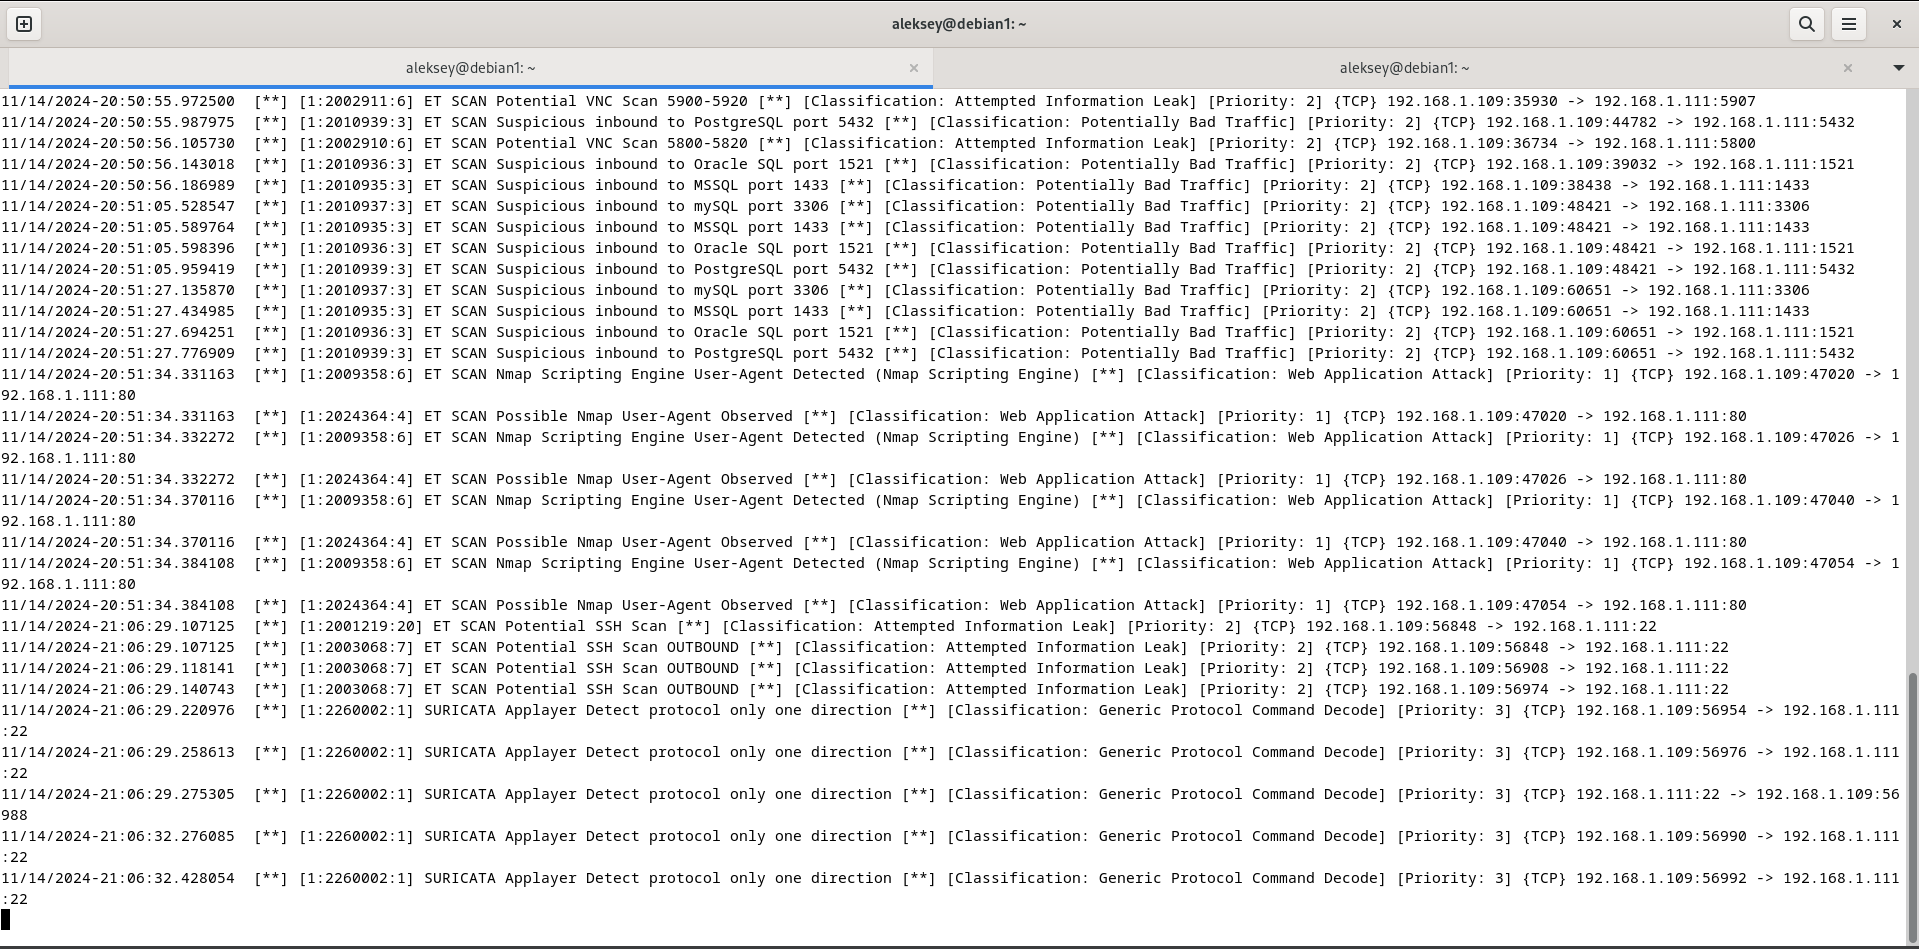 aleksey@debian1: ~
aleksey@debian1: ~
aleksey@debian1: ~
11/14/2024-20:50:55.972500  [**] [1:2002911:6] ET SCAN Potential VNC Scan 5900-5920 [**] [Classification: Attempted Information Leak] [Priority: 2] {TCP} 192.168.1.109:35930 -> 192.168.1.111:5907
11/14/2024-20:50:55.987975  [**] [1:2010939:3] ET SCAN Suspicious inbound to PostgreSQL port 5432 [**] [Classification: Potentially Bad Traffic] [Priority: 2] {TCP} 192.168.1.109:44782 -> 192.168.1.111:5432
11/14/2024-20:50:56.105730  [**] [1:2002910:6] ET SCAN Potential VNC Scan 5800-5820 [**] [Classification: Attempted Information Leak] [Priority: 2] {TCP} 192.168.1.109:36734 -> 192.168.1.111:5800
11/14/2024-20:50:56.143018  [**] [1:2010936:3] ET SCAN Suspicious inbound to Oracle SQL port 1521 [**] [Classification: Potentially Bad Traffic] [Priority: 2] {TCP} 192.168.1.109:39032 -> 192.168.1.111:1521
11/14/2024-20:50:56.186989  [**] [1:2010935:3] ET SCAN Suspicious inbound to MSSQL port 1433 [**] [Classification: Potentially Bad Traffic] [Priority: 2] {TCP} 192.168.1.109:38438 -> 192.168.1.111:1433
11/14/2024-20:51:05.528547  [**] [1:2010937:3] ET SCAN Suspicious inbound to mySQL port 3306 [**] [Classification: Potentially Bad Traffic] [Priority: 2] {TCP} 192.168.1.109:48421 -> 192.168.1.111:3306
11/14/2024-20:51:05.589764  [**] [1:2010935:3] ET SCAN Suspicious inbound to MSSQL port 1433 [**] [Classification: Potentially Bad Traffic] [Priority: 2] {TCP} 192.168.1.109:48421 -> 192.168.1.111:1433
11/14/2024-20:51:05.598396  [**] [1:2010936:3] ET SCAN Suspicious inbound to Oracle SQL port 1521 [**] [Classification: Potentially Bad Traffic] [Priority: 2] {TCP} 192.168.1.109:48421 -> 192.168.1.111:1521
11/14/2024-20:51:05.959419  [**] [1:2010939:3] ET SCAN Suspicious inbound to PostgreSQL port 5432 [**] [Classification: Potentially Bad Traffic] [Priority: 2] {TCP} 192.168.1.109:48421 -> 192.168.1.111:5432
11/14/2024-20:51:27.135870  [**] [1:2010937:3] ET SCAN Suspicious inbound to mySQL port 3306 [**] [Classification: Potentially Bad Traffic] [Priority: 2] {TCP} 192.168.1.109:60651 -> 192.168.1.111:3306
11/14/2024-20:51:27.434985  [**] [1:2010935:3] ET SCAN Suspicious inbound to MSSQL port 1433 [**] [Classification: Potentially Bad Traffic] [Priority: 2] {TCP} 192.168.1.109:60651 -> 192.168.1.111:1433
11/14/2024-20:51:27.694251  [**] [1:2010936:3] ET SCAN Suspicious inbound to Oracle SQL port 1521 [**] [Classification: Potentially Bad Traffic] [Priority: 2] {TCP} 192.168.1.109:60651 -> 192.168.1.111:1521
11/14/2024-20:51:27.776909  [**] [1:2010939:3] ET SCAN Suspicious inbound to PostgreSQL port 5432 [**] [Classification: Potentially Bad Traffic] [Priority: 2] {TCP} 192.168.1.109:60651 -> 192.168.1.111:5432
11/14/2024-20:51:34.331163  [**] [1:2009358:6] ET SCAN Nmap Scripting Engine User-Agent Detected (Nmap Scripting Engine) [**] [Classification: Web Application Attack] [Priority: 1] {TCP} 192.168.1.109:47020 -> 1
92.168.1.111:80
11/14/2024-20:51:34.331163  [**] [1:2024364:4] ET SCAN Possible Nmap User-Agent Observed [**] [Classification: Web Application Attack] [Priority: 1] {TCP} 192.168.1.109:47020 -> 192.168.1.111:80
11/14/2024-20:51:34.332272  [**] [1:2009358:6] ET SCAN Nmap Scripting Engine User-Agent Detected (Nmap Scripting Engine) [**] [Classification: Web Application Attack] [Priority: 1] {TCP} 192.168.1.109:47026 -> 1
92.168.1.111:80
11/14/2024-20:51:34.332272  [**] [1:2024364:4] ET SCAN Possible Nmap User-Agent Observed [**] [Classification: Web Application Attack] [Priority: 1] {TCP} 192.168.1.109:47026 -> 192.168.1.111:80
11/14/2024-20:51:34.370116  [**] [1:2009358:6] ET SCAN Nmap Scripting Engine User-Agent Detected (Nmap Scripting Engine) [**] [Classification: Web Application Attack] [Priority: 1] {TCP} 192.168.1.109:47040 -> 1
92.168.1.111:80
11/14/2024-20:51:34.370116  [**] [1:2024364:4] ET SCAN Possible Nmap User-Agent Observed [**] [Classification: Web Application Attack] [Priority: 1] {TCP} 192.168.1.109:47040 -> 192.168.1.111:80
11/14/2024-20:51:34.384108  [**] [1:2009358:6] ET SCAN Nmap Scripting Engine User-Agent Detected (Nmap Scripting Engine) [**] [Classification: Web Application Attack] [Priority: 1] {TCP} 192.168.1.109:47054 -> 1
92.168.1.111:80
11/14/2024-20:51:34.384108  [**] [1:2024364:4] ET SCAN Possible Nmap User-Agent Observed [**] [Classification: Web Application Attack] [Priority: 1] {TCP} 192.168.1.109:47054 -> 192.168.1.111:80
11/14/2024-21:06:29.107125  [**] [1:2001219:20] ET SCAN Potential SSH Scan [**] [Classification: Attempted Information Leak] [Priority: 2] {TCP} 192.168.1.109:56848 -> 192.168.1.111:22
11/14/2024-21:06:29.107125  [**] [1:2003068:7] ET SCAN Potential SSH Scan OUTBOUND [**] [Classification: Attempted Information Leak] [Priority: 2] {TCP} 192.168.1.109:56848 -> 192.168.1.111:22
11/14/2024-21:06:29.118141  [**] [1:2003068:7] ET SCAN Potential SSH Scan OUTBOUND [**] [Classification: Attempted Information Leak] [Priority: 2] {TCP} 192.168.1.109:56908 -> 192.168.1.111:22
11/14/2024-21:06:29.140743  [**] [1:2003068:7] ET SCAN Potential SSH Scan OUTBOUND [**] [Classification: Attempted Information Leak] [Priority: 2] {TCP} 192.168.1.109:56974 -> 192.168.1.111:22
11/14/2024-21:06:29.220976  [**] [1:2260002:1] SURICATA Applayer Detect protocol only one direction [**] [Classification: Generic Protocol Command Decode] [Priority: 3] {TCP} 192.168.1.109:56954 -> 192.168.1.111
:22
11/14/2024-21:06:29.258613  [**] [1:2260002:1] SURICATA Applayer Detect protocol only one direction [**] [Classification: Generic Protocol Command Decode] [Priority: 3] {TCP} 192.168.1.109:56976 -> 192.168.1.111
:22
11/14/2024-21:06:29.275305  [**] [1:2260002:1] SURICATA Applayer Detect protocol only one direction [**] [Classification: Generic Protocol Command Decode] [Priority: 3] {TCP} 192.168.1.111:22 -> 192.168.1.109:56
988
11/14/2024-21:06:32.276085  [**] [1:2260002:1] SURICATA Applayer Detect protocol only one direction [**] [Classification: Generic Protocol Command Decode] [Priority: 3] {TCP} 192.168.1.109:56990 -> 192.168.1.111
:22
11/14/2024-21:06:32.428054  [**] [1:2260002:1] SURICATA Applayer Detect protocol only one direction [**] [Classification: Generic Protocol Command Decode] [Priority: 3] {TCP} 192.168.1.109:56992 -> 192.168.1.111
:22